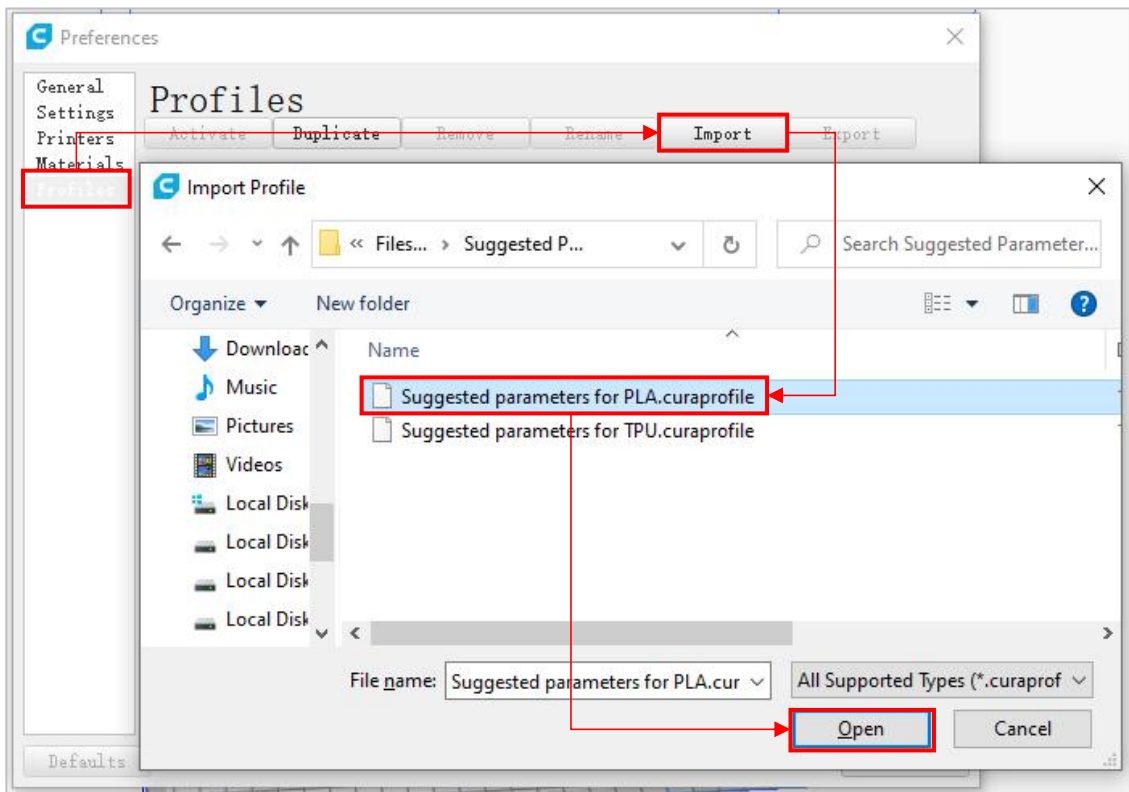 Preferences
General
Settings
Printers
Materials
Profiles
Profiles
Activate Duplicate Remove Rename Import Export
Import Profile
« Files... › Suggested P...
Search Suggested Parameter...
Organize
New folder
Downloac
Music
Pictures
Videos
Local Disk
Local Disk
Local Disk
Local Disk
Name
Suggested parameters for PLA.curaprofile
Suggested parameters for TPU.curaprofile
File name: Suggested parameters for PLA.cur
All Supported Types (*.curaprof
Open
Cancel
Defaults